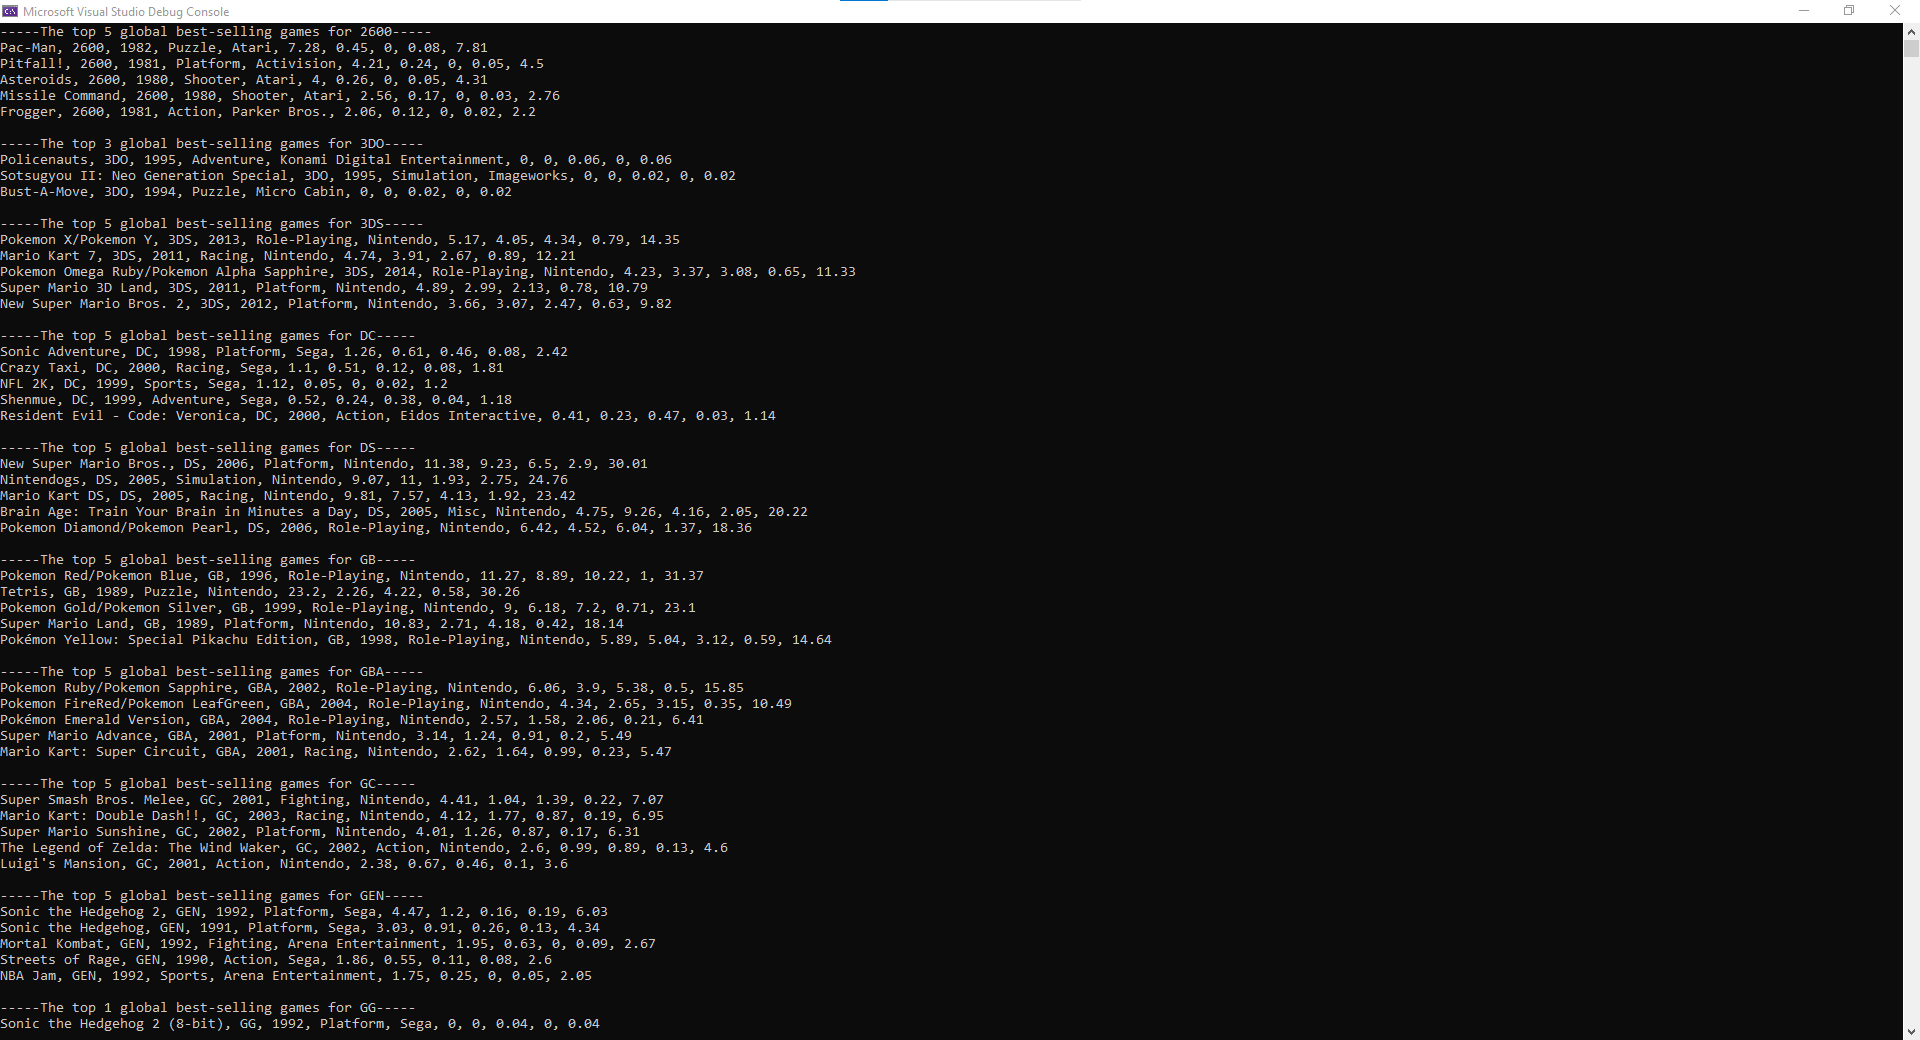 Microsoft Visual Studio Debug Console
-----The top 5 global best-selling games for 2600-----
Pac-Man, 2600, 1982, Puzzle, Atari, 7.28, 0.45, 0, 0.08, 7.81
Pitfall!, 2600, 1981, Platform, Activision, 4.21, 0.24, 0, 0.05, 4.5
Asteroids, 2600, 1980, Shooter, Atari, 4, 0.26, 0, 0.05, 4.31
Missile Command, 2600, 1980, Shooter, Atari, 2.56, 0.17, 0, 0.03, 2.76
Frogger, 2600, 1981, Action, Parker Bros., 2.06, 0.12, 0, 0.02, 2.2
-----The top 3 global best-selling games for 3DO-----
Policenauts, 3DO, 1995, Adventure, Konami Digital Entertainment, 0, 0, 0.06, 0, 0.06
Sotsugyou II: Neo Generation Special, 3DO, 1995, Simulation, Imageworks, 0, 0, 0.02, 0, 0.02
Bust-A-Move, 3DO, 1994, Puzzle, Micro Cabin, 0, 0, 0.02, 0, 0.02
-----The top 5 global best-selling games for 3DS-----
Pokemon X/Pokemon Y, 3DS, 2013, Role-Playing, Nintendo, 5.17, 4.05, 4.34, 0.79, 14.35
Mario Kart 7, 3DS, 2011, Racing, Nintendo, 4.74, 3.91, 2.67, 0.89, 12.21
Pokemon Omega Ruby/Pokemon Alpha Sapphire, 3DS, 2014, Role-Playing, Nintendo, 4.23, 3.37, 3.08, 0.65, 11.33
Super Mario 3D Land, 3DS, 2011, Platform, Nintendo, 4.89, 2.99, 2.13, 0.78, 10.79
New Super Mario Bros. 2, 3DS, 2012, Platform, Nintendo, 3.66, 3.07, 2.47, 0.63, 9.82
-----The top 5 global best-selling games for DC-----
Sonic Adventure, DC, 1998, Platform, Sega, 1.26, 0.61, 0.46, 0.08, 2.42
Crazy Taxi, DC, 2000, Racing, Sega, 1.1, 0.51, 0.12, 0.08, 1.81
NFL 2K, DC, 1999, Sports, Sega, 1.12, 0.05, 0, 0.02, 1.2
Shenmue, DC, 1999, Adventure, Sega, 0.52, 0.24, 0.38, 0.04, 1.18
Resident Evil - Code: Veronica, DC, 2000, Action, Eidos Interactive, 0.41, 0.23, 0.47, 0.03, 1.14
-----The top 5 global best-selling games for DS-----
New Super Mario Bros., DS, 2006, Platform, Nintendo, 11.38, 9.23, 6.5, 2.9, 30.01
Nintendogs, DS, 2005, Simulation, Nintendo, 9.07, 11, 1.93, 2.75, 24.76
Mario Kart DS, DS, 2005, Racing, Nintendo, 9.81, 7.57, 4.13, 1.92, 23.42
Brain Age: Train Your Brain in Minutes a Day, DS, 2005, Misc, Nintendo, 4.75, 9.26, 4.16, 2.05, 20.22
Pokemon Diamond/Pokemon Pearl, DS, 2006, Role-Playing, Nintendo, 6.42, 4.52, 6.04, 1.37, 18.36
-----The top 5 global best-selling games for GB-----
Pokemon Red/Pokemon Blue, GB, 1996, Role-Playing, Nintendo, 11.27, 8.89, 10.22, 1, 31.37
Tetris, GB, 1989, Puzzle, Nintendo, 23.2, 2.26, 4.22, 0.58, 30.26
Pokemon Gold/Pokemon Silver, GB, 1999, Role-Playing, Nintendo, 9, 6.18, 7.2, 0.71, 23.1
Super Mario Land, GB, 1989, Platform, Nintendo, 10.83, 2.71, 4.18, 0.42, 18.14
Pokémon Yellow: Special Pikachu Edition, GB, 1998, Role-Playing, Nintendo, 5.89, 5.04, 3.12, 0.59, 14.64
-----The top 5 global best-selling games for GBA-----
Pokemon Ruby/Pokemon Sapphire, GBA, 2002, Role-Playing, Nintendo, 6.06, 3.9, 5.38, 0.5, 15.85
Pokemon FireRed/Pokemon LeafGreen, GBA, 2004, Role-Playing, Nintendo, 4.34, 2.65, 3.15, 0.35, 10.49
Pokémon Emerald Version, GBA, 2004, Role-Playing, Nintendo, 2.57, 1.58, 2.06, 0.21, 6.41
Super Mario Advance, GBA, 2001, Platform, Nintendo, 3.14, 1.24, 0.91, 0.2, 5.49
Mario Kart: Super Circuit, GBA, 2001, Racing, Nintendo, 2.62, 1.64, 0.99, 0.23, 5.47
-----The top 5 global best-selling games for GC-----
Super Smash Bros. Melee, GC, 2001, Fighting, Nintendo, 4.41, 1.04, 1.39, 0.22, 7.07
Mario Kart: Double Dash!!, GC, 2003, Racing, Nintendo, 4.12, 1.77, 0.87, 0.19, 6.95
Super Mario Sunshine, GC, 2002, Platform, Nintendo, 4.01, 1.26, 0.87, 0.17, 6.31
The Legend of Zelda: The Wind Waker, GC, 2002, Action, Nintendo, 2.6, 0.99, 0.89, 0.13, 4.6
Luigi's Mansion, GC, 2001, Action, Nintendo, 2.38, 0.67, 0.46, 0.1, 3.6
-----The top 5 global best-selling games for GEN-----
Sonic the Hedgehog 2, GEN, 1992, Platform, Sega, 4.47, 1.2, 0.16, 0.19, 6.03
Sonic the Hedgehog, GEN, 1991, Platform, Sega, 3.03, 0.91, 0.26, 0.13, 4.34
Mortal Kombat, GEN, 1992, Fighting, Arena Entertainment, 1.95, 0.63, 0, 0.09, 2.67
Streets of Rage, GEN, 1990, Action, Sega, 1.86, 0.55, 0.11, 0.08, 2.6
NBA Jam, GEN, 1992, Sports, Arena Entertainment, 1.75, 0.25, 0, 0.05, 2.05
-----The top 1 global best-selling games for GG-----
Sonic the Hedgehog 2 (8-bit), GG, 1992, Platform, Sega, 0, 0, 0.04, 0, 0.04